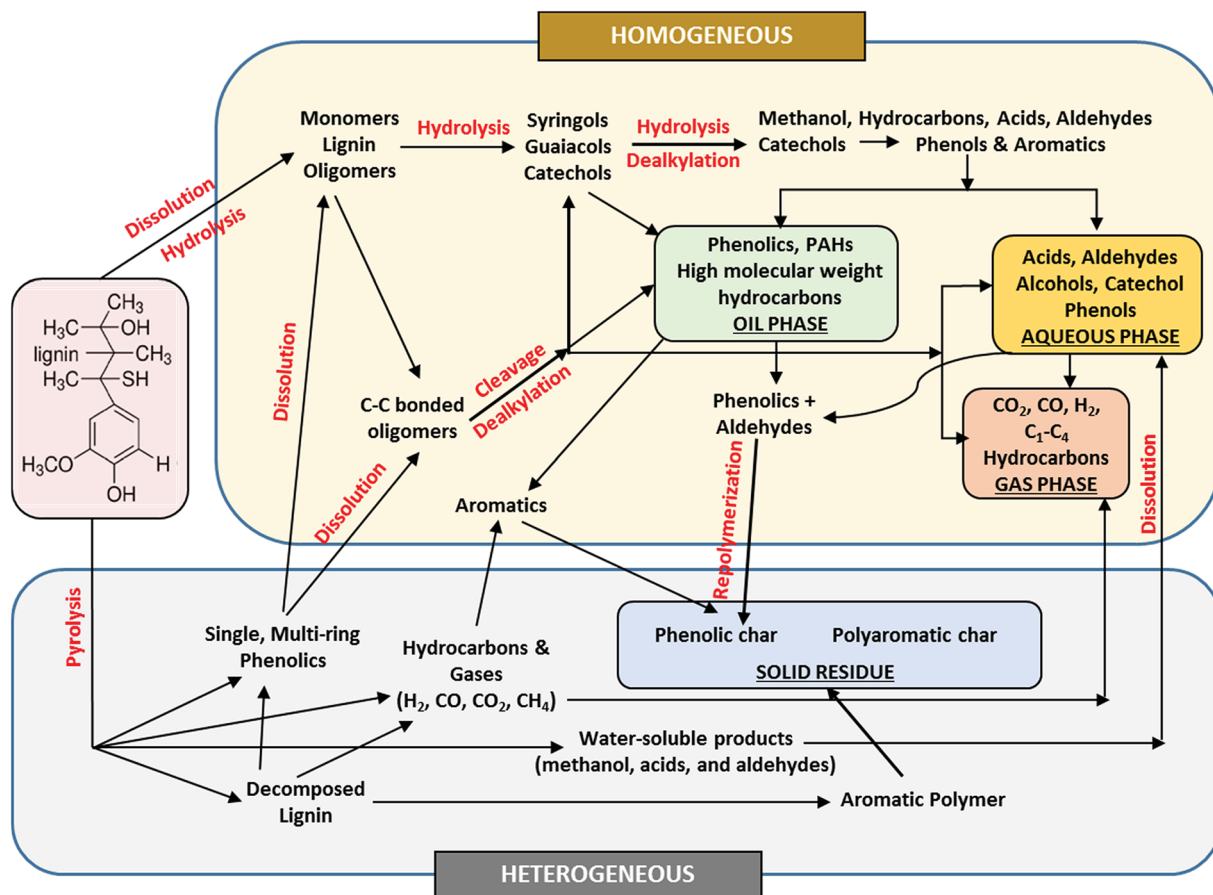 HOMOGENEOUS
Monomers
Lignin
Oligomers
Hydrolysis
Syringols
Guaiacols
Catechols
Hydrolysis
Dealkylation
Methanol, Hydrocarbons, Acids, Aldehydes
Catechols
Phenols & Aromatics
Dissolution
Hydrolysis
Phenolics, PAHs
High molecular weight
hydrocarbons
OIL PHASE
Acids, Aldehydes
Alcohols, Catechol
Phenols
AQUEOUS PHASE
CH₃
H₃C
OH
lignin
CH₃
H₃C
SH
H₃CO
H
OH
Dissolution
C-C bonded
oligomers
Cleavage
Dealkylation
Phenolics +
Aldehydes
CO₂, CO, H₂,
C₁-C₄
Hydrocarbons
GAS PHASE
Dissolution
Dissolution
Aromatics
Repolymerization
Pyrolysis
Single, Multi-ring
Phenolics
Hydrocarbons &
Gases
(H₂, CO, CO₂, CH₄)
Phenolic char
Polyaromatic char
SOLID RESIDUE
Water-soluble products
(methanol, acids, and aldehydes)
Decomposed
Lignin
Aromatic Polymer
HETEROGENEOUS